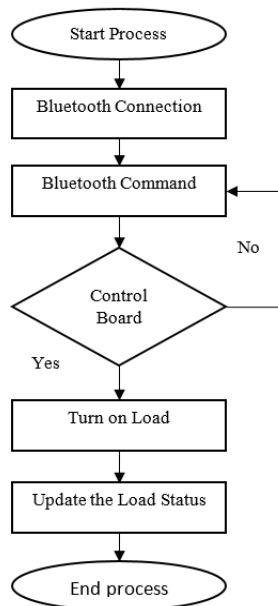 Start Process
Bluetooth Connection
Bluetooth Command
No
Control
Board
Yes
Turn on Load
Update the Load Status
End process